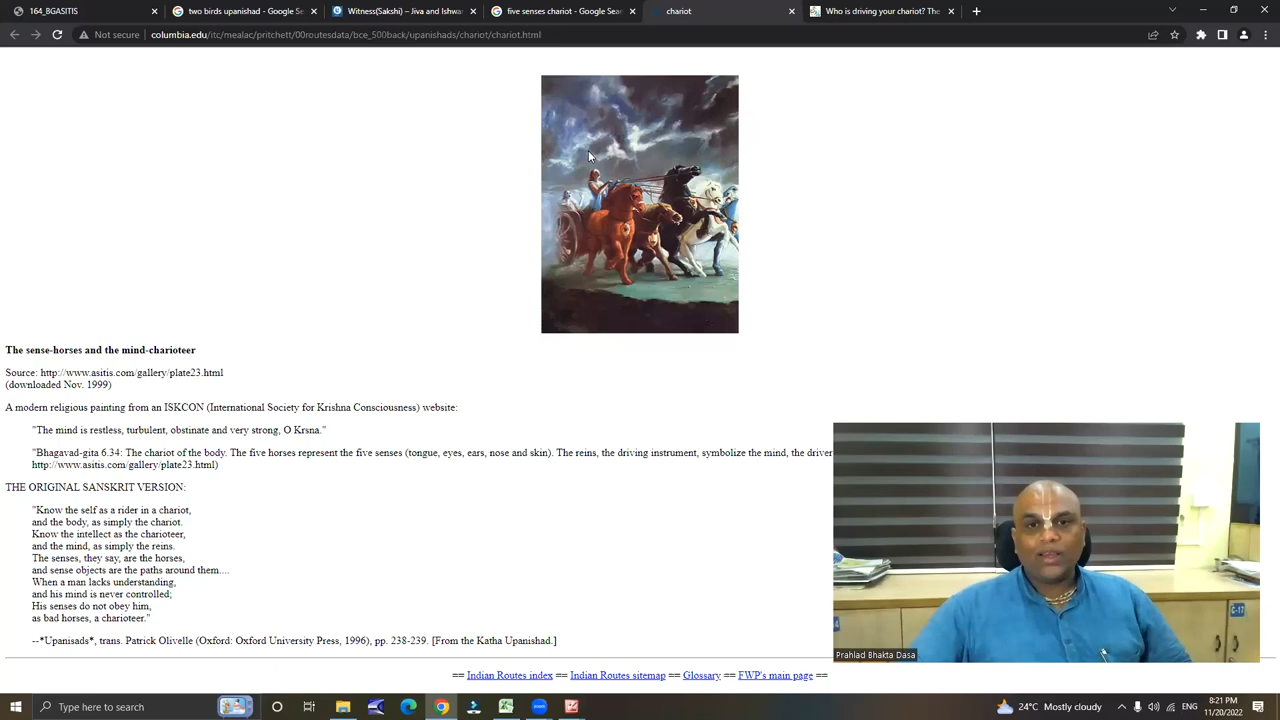 164_BGASITIS
two birds upanishad - Google Se
Witness(Sakshi) – Jiva and Ishwar
five senses chariot - Google Sear
chariot
Who is driving your chariot? The
Not secure
columbia.edu/itc/mealac/pritchett/00routesdata/bce_500back/upanishads/chariot/chariot.html
The sense-horses and the mind-charioteer
Source: http://www.asitis.com/gallery/plate23.html
(downloaded Nov. 1999)
A modern religious painting from an ISKCON (International Society for Krishna Consciousness) website:
"The mind is restless, turbulent, obstinate and very strong, O Krsna."
"Bhagavad-gita 6.34: The chariot of the body. The five horses represent the five senses (tongue, eyes, ears, nose and skin). The reins, the driving instrument, symbolize the mind, the driver
http://www.asitis.com/gallery/plate23.html)
THE ORIGINAL SANSKRIT VERSION:
"Know the self as a rider in a chariot,
and the body, as simply the chariot.
Know the intellect as the charioteer,
and the mind, as simply the reins.
The senses, they say, are the horses,
and sense objects are the paths around them....
When a man lacks understanding,
and his mind is never controlled;
His senses do not obey him,
as bad horses, a charioteer."
--*Upanisads*, trans. Patrick Olivelle (Oxford: Oxford University Press, 1996), pp. 238-239. [From the Katha Upanishad.]
C-17
Prahlad Bhakta Dasa
== Indian Routes index == Indian Routes sitemap == Glossary == FWP's main page ==
Type here to search
24°C Mostly cloudy
ENG
8:21 PM
11/20/2022